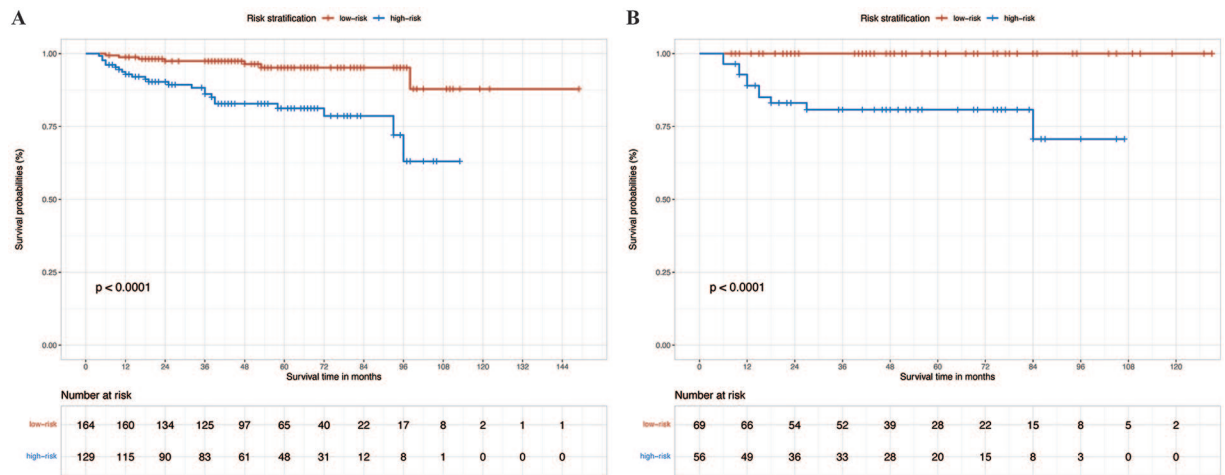 A
Risk stratification low-risk high-risk
Survival probabilities (%)
1.00
0.75
0.50
0.25
0.00
p < 0.0001
0 12 24 36 48 60 72 84 96 108 120 132 144
Survival time in months
Number at risk
low-risk 164 160 134 125 97 65 40 22 17 8 2 1 1
high-risk 129 115 90 83 61 48 31 12 8 1 0 0 0
B
Risk stratification low-risk high-risk
Survival probabilities (%)
1.00
0.75
0.50
0.25
0.00
p < 0.0001
0 12 24 36 48 60 72 84 96 108 120
Survival time in months
Number at risk
low-risk 69 66 54 52 39 28 22 15 8 5 2
high-risk 56 49 36 33 28 20 15 8 3 0 0